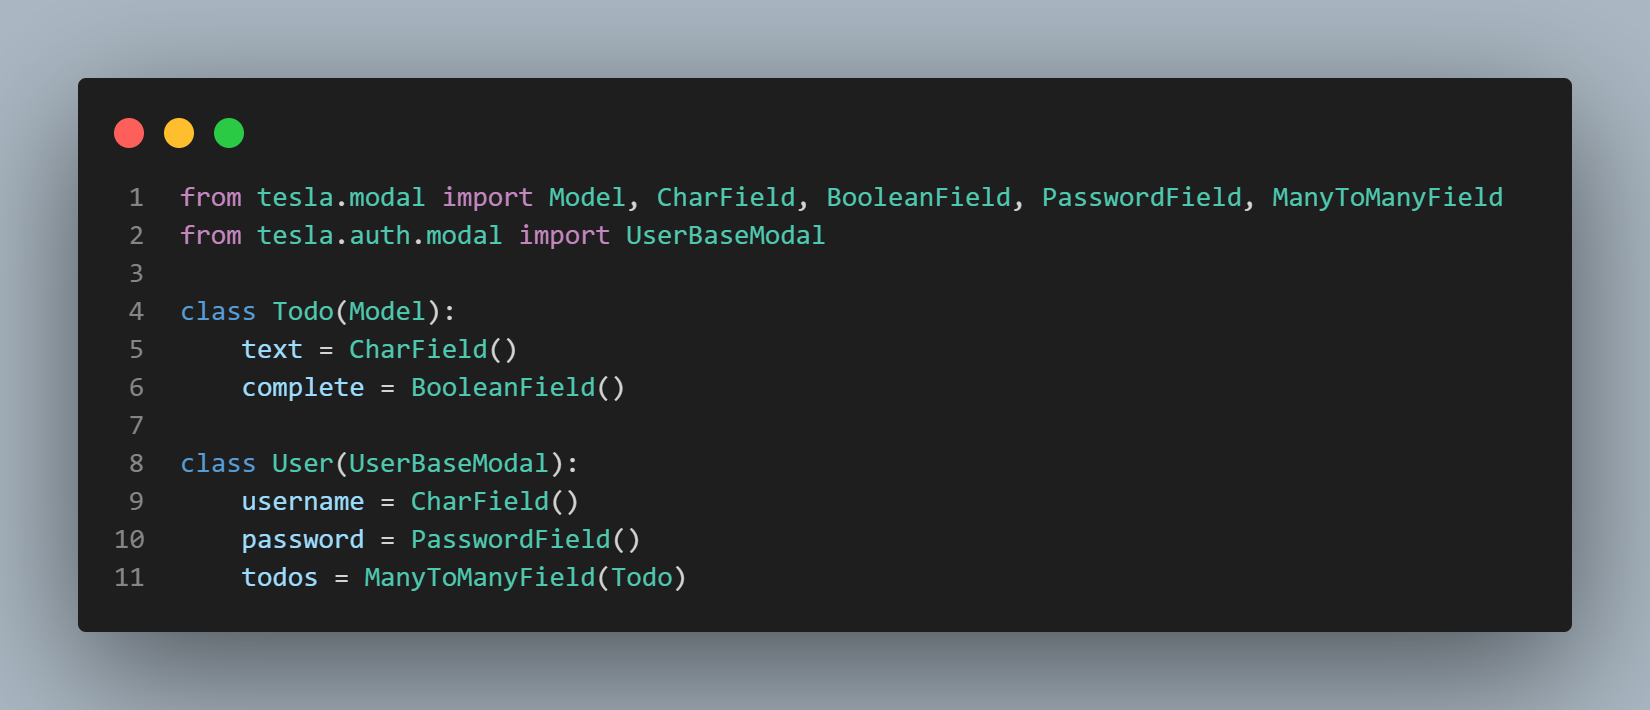 1 from tesla.modal import Model, CharField, BooleanField, PasswordField, ManyToManyField
2 from tesla.auth.modal import UserBaseModal
3
4 class Todo(Model):
5     text = CharField()
6     complete = BooleanField()
7
8 class User(UserBaseModal):
9     username = CharField()
10     password = PasswordField()
11     todos = ManyToManyField(Todo)